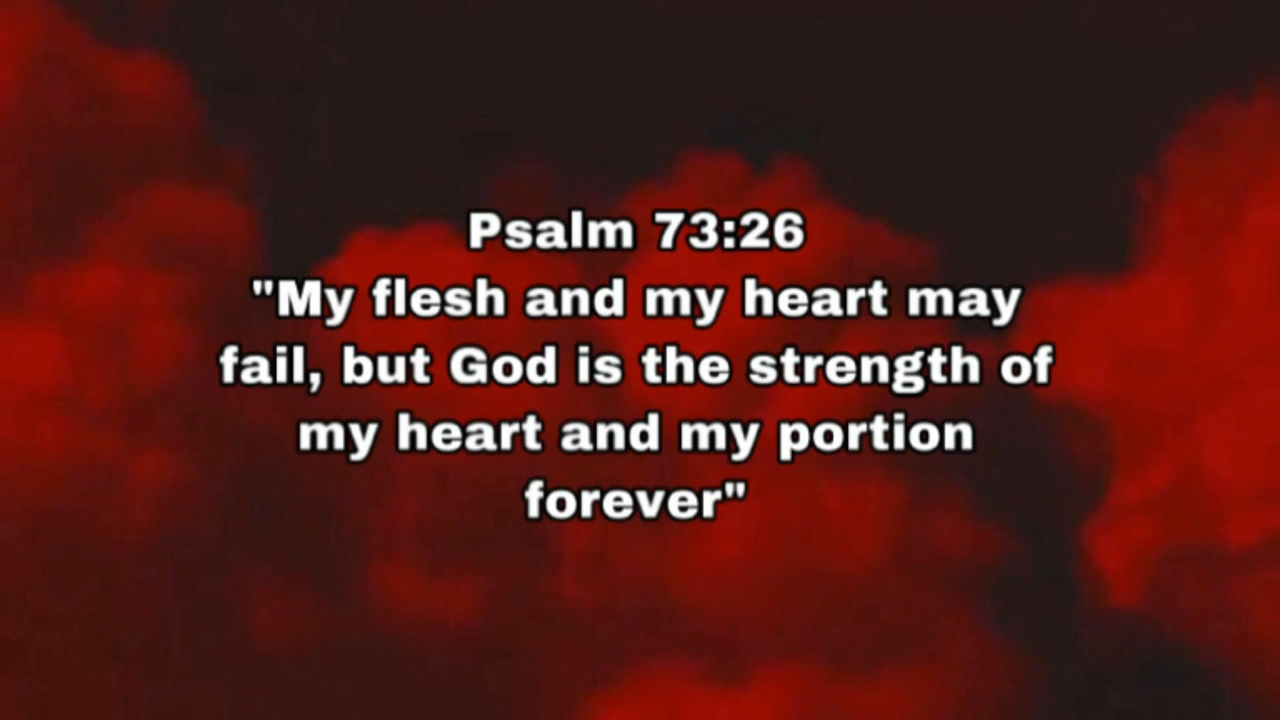 Psalm 73:26
"My flesh and my heart may
fail, but God is the strength of
my heart and my portion
forever"